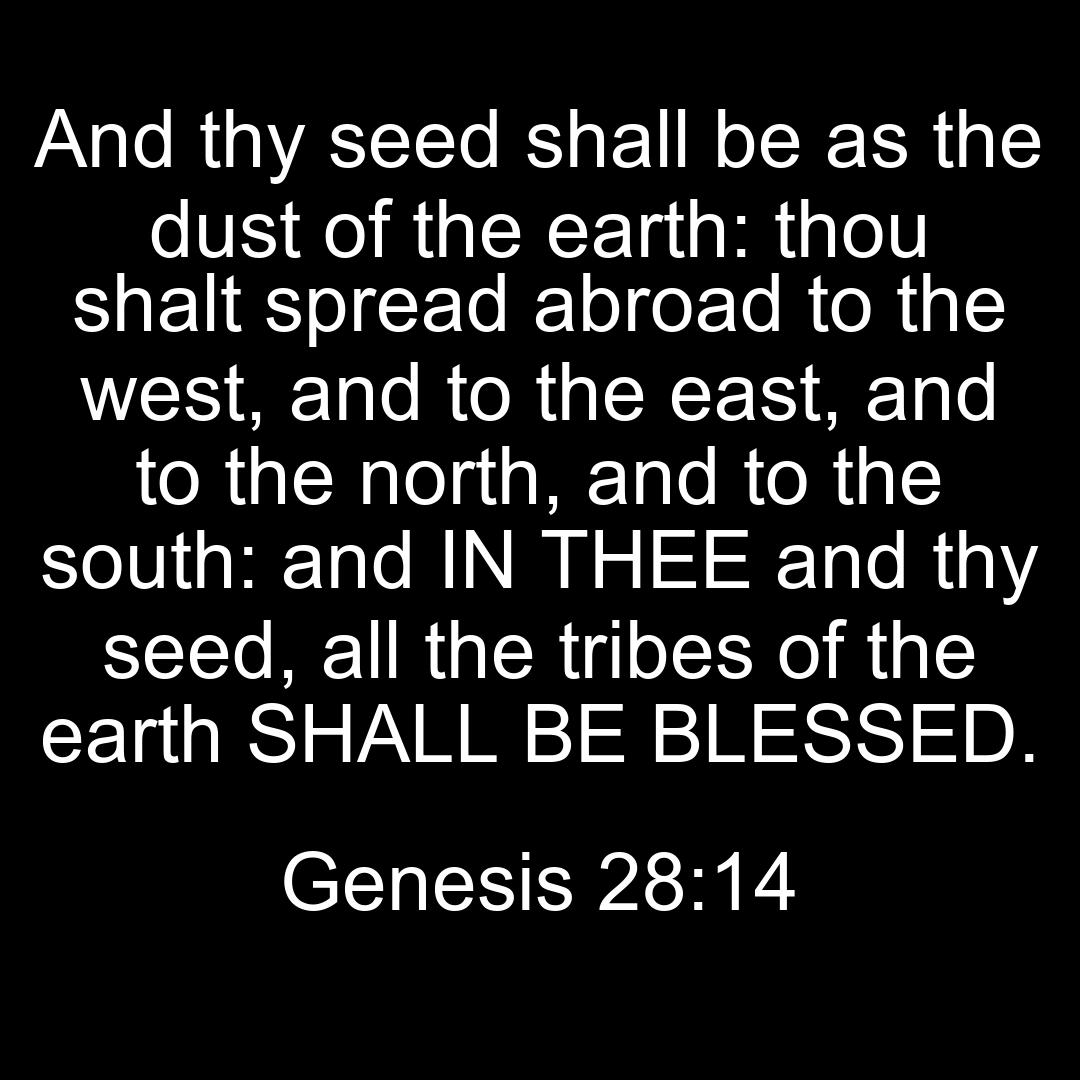 And thy seed shall be as the
dust of the earth: thou
shalt spread abroad to the
west, and to the east, and
to the north, and to the
south: and IN THEE and thy
seed, all the tribes of the
earth SHALL BE BLESSED.
Genesis 28:14